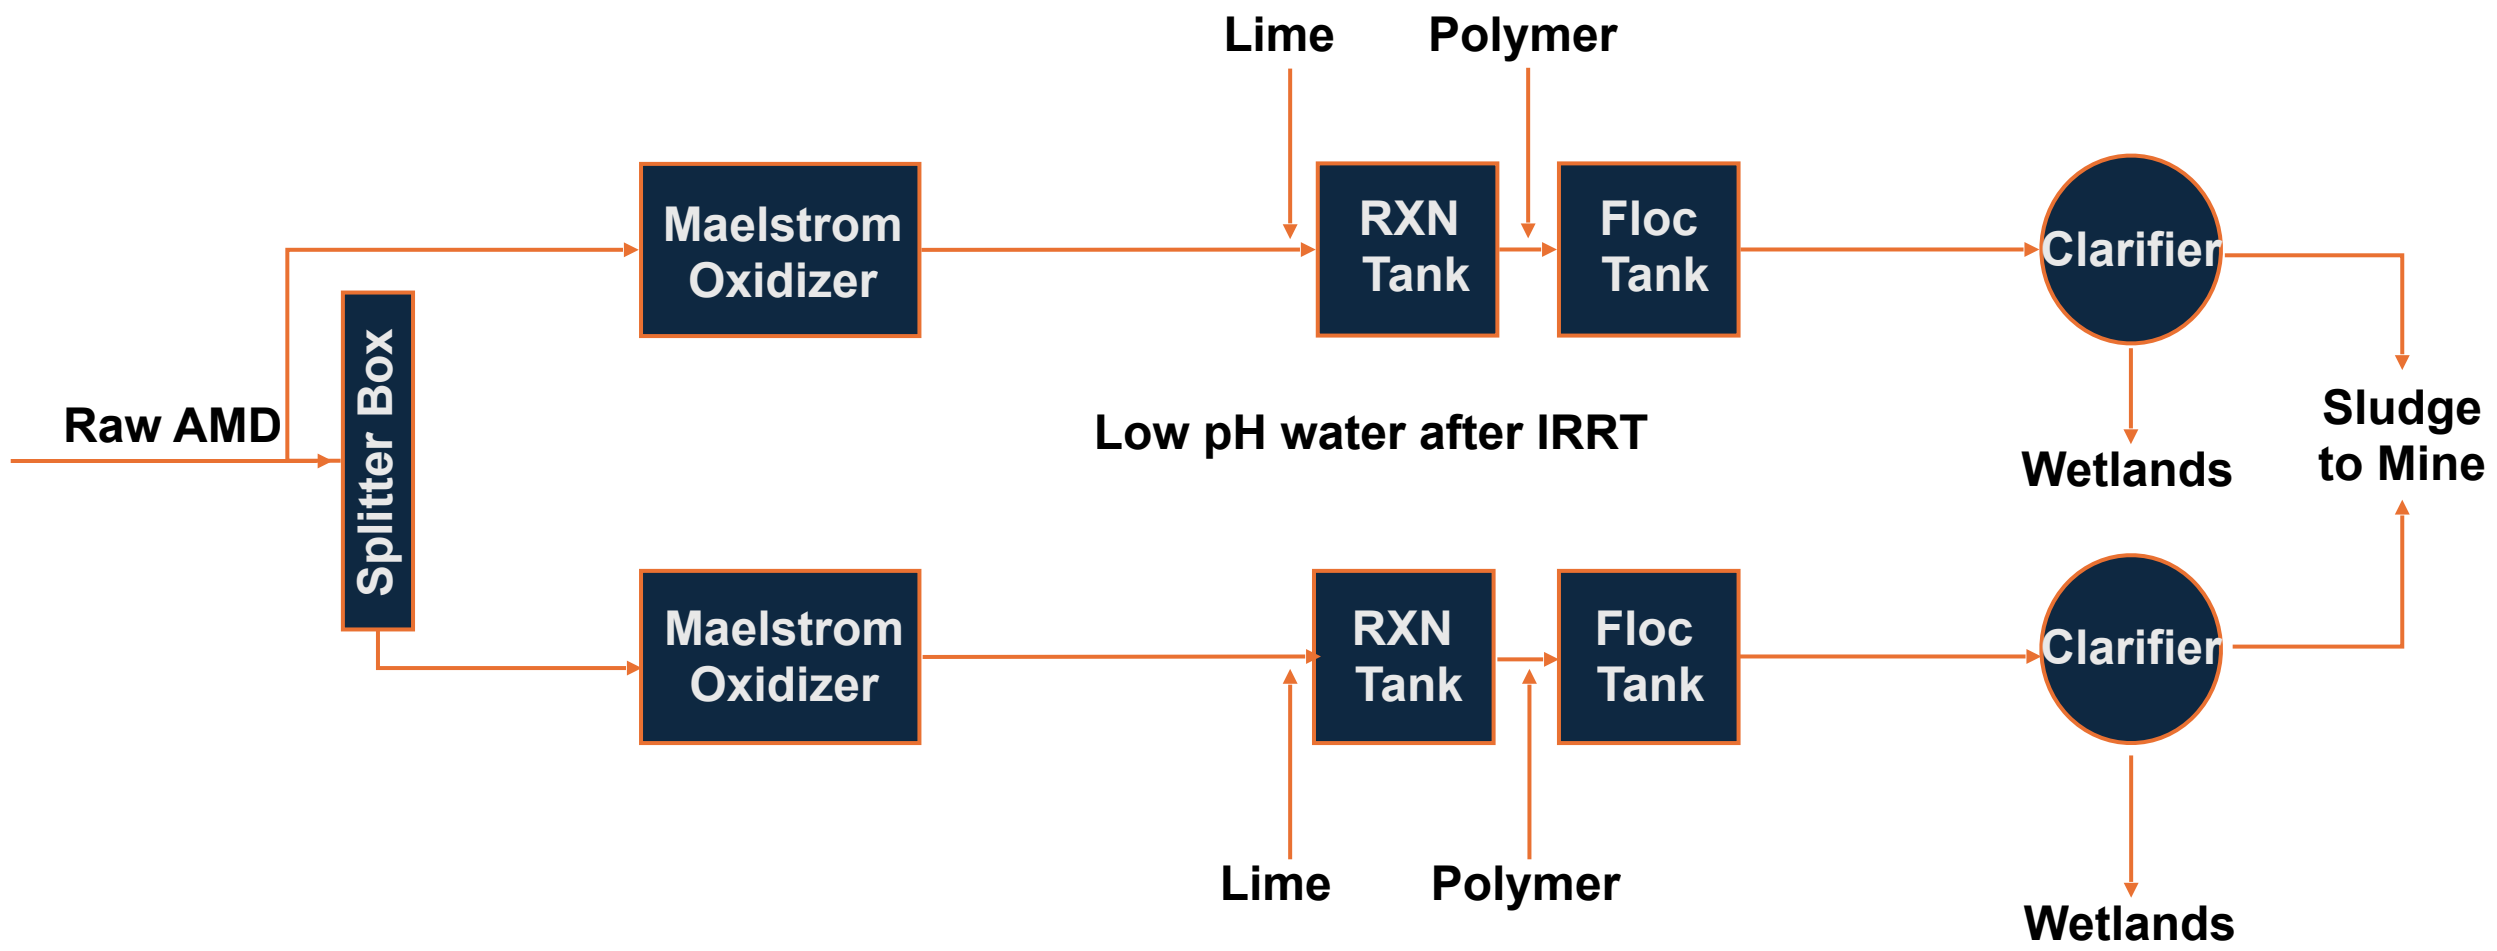 Lime
Polymer
Maelstrom
Oxidizer
RXN
Tank
Floc
Tank
Clarifier
Splitter Box
Raw AMD
Low pH water after IRRT
Wetlands
Sludge
to Mine
Maelstrom
Oxidizer
RXN
Tank
Floc
Tank
Clarifier
Lime
Polymer
Wetlands